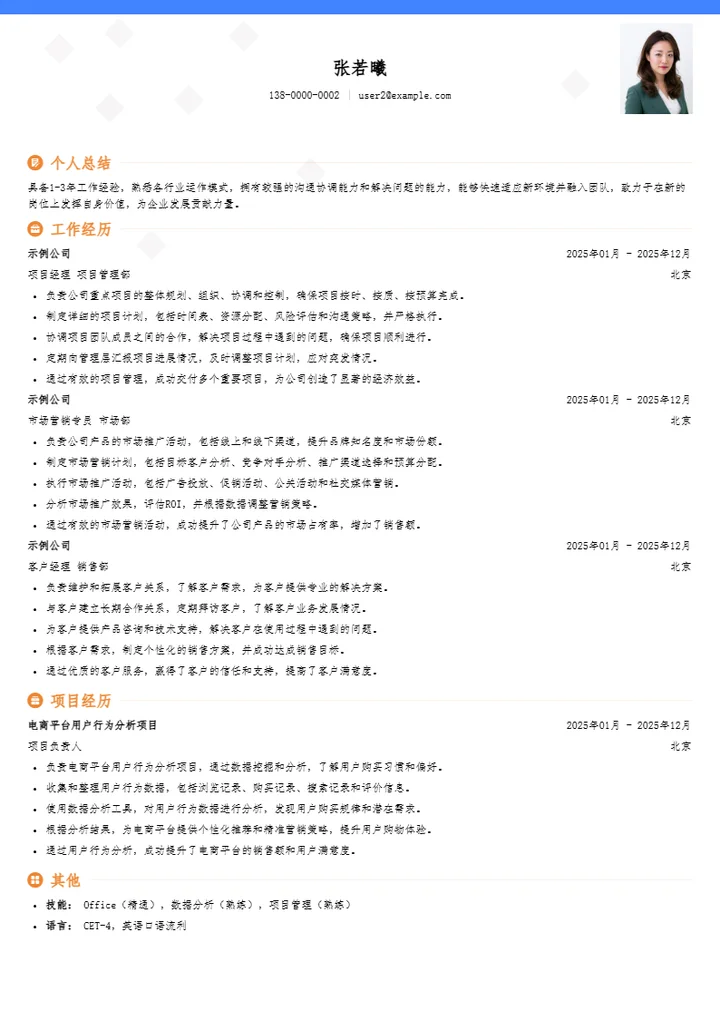 张若曦
138-0000-0002 | user2@example.com
个人总结
具备1-3年工作经验，熟悉各行业运作模式，拥有较强的沟通协调能力和解决问题的能力，能够快速适应新环境并融入团队，致力于在新的
岗位上发挥自身价值，为企业发展贡献力量。
工作经历
示例公司 2025年01月 - 2025年12月
项目经理 项目管理部 北京
• 负责公司重点项目的整体规划、组织、协调和控制，确保项目按时、按质、按预算完成。
• 制定详细的项目计划，包括时间表、资源分配、风险评估和沟通策略，并严格执行。
• 协调项目团队成员之间的合作，解决项目过程中遇到的问题，确保项目顺利进行。
• 定期向管理层汇报项目进展情况，及时调整项目计划，应对突发情况。
• 通过有效的项目管理，成功交付多个重要项目，为公司创造了显著的经济效益。
示例公司 2025年01月 - 2025年12月
市场营销专员 市场部 北京
• 负责公司产品的市场推广活动，包括线上和线下渠道，提升品牌知名度和市场份额。
• 制定市场营销计划，包括目标客户分析、竞争对手分析、推广渠道选择和预算分配。
• 执行市场推广活动，包括广告投放、促销活动、公关活动和社交媒体营销。
• 分析市场推广效果，评估ROI，并根据数据调整营销策略。
• 通过有效的市场营销活动，成功提升了公司产品的市场占有率，增加了销售额。
示例公司 2025年01月 - 2025年12月
客户经理 销售部 北京
• 负责维护和拓展客户关系，了解客户需求，为客户提供专业的解决方案。
• 与客户建立长期合作关系，定期拜访客户，了解客户业务发展情况。
• 为客户提供产品咨询和技术支持，解决客户在使用过程中遇到的问题。
• 根据客户需求，制定个性化的销售方案，并成功达成销售目标。
• 通过优质的客户服务，赢得了客户的信任和支持，提高了客户满意度。
项目经历
电商平台用户行为分析项目 2025年01月 - 2025年12月
项目负责人 北京
• 负责电商平台用户行为分析项目，通过数据挖掘和分析，了解用户购买习惯和偏好。
• 收集和整理用户行为数据，包括浏览记录、购买记录、搜索记录和评价信息。
• 使用数据分析工具，对用户行为数据进行分析，发现用户购买规律和潜在需求。
• 根据分析结果，为电商平台提供个性化推荐和精准营销策略，提升用户购物体验。
• 通过用户行为分析，成功提升了电商平台的销售额和用户满意度。
其他
• 技能： Office（精通），数据分析（熟练），项目管理（熟练）
• 语言： CET-4，英语口语流利